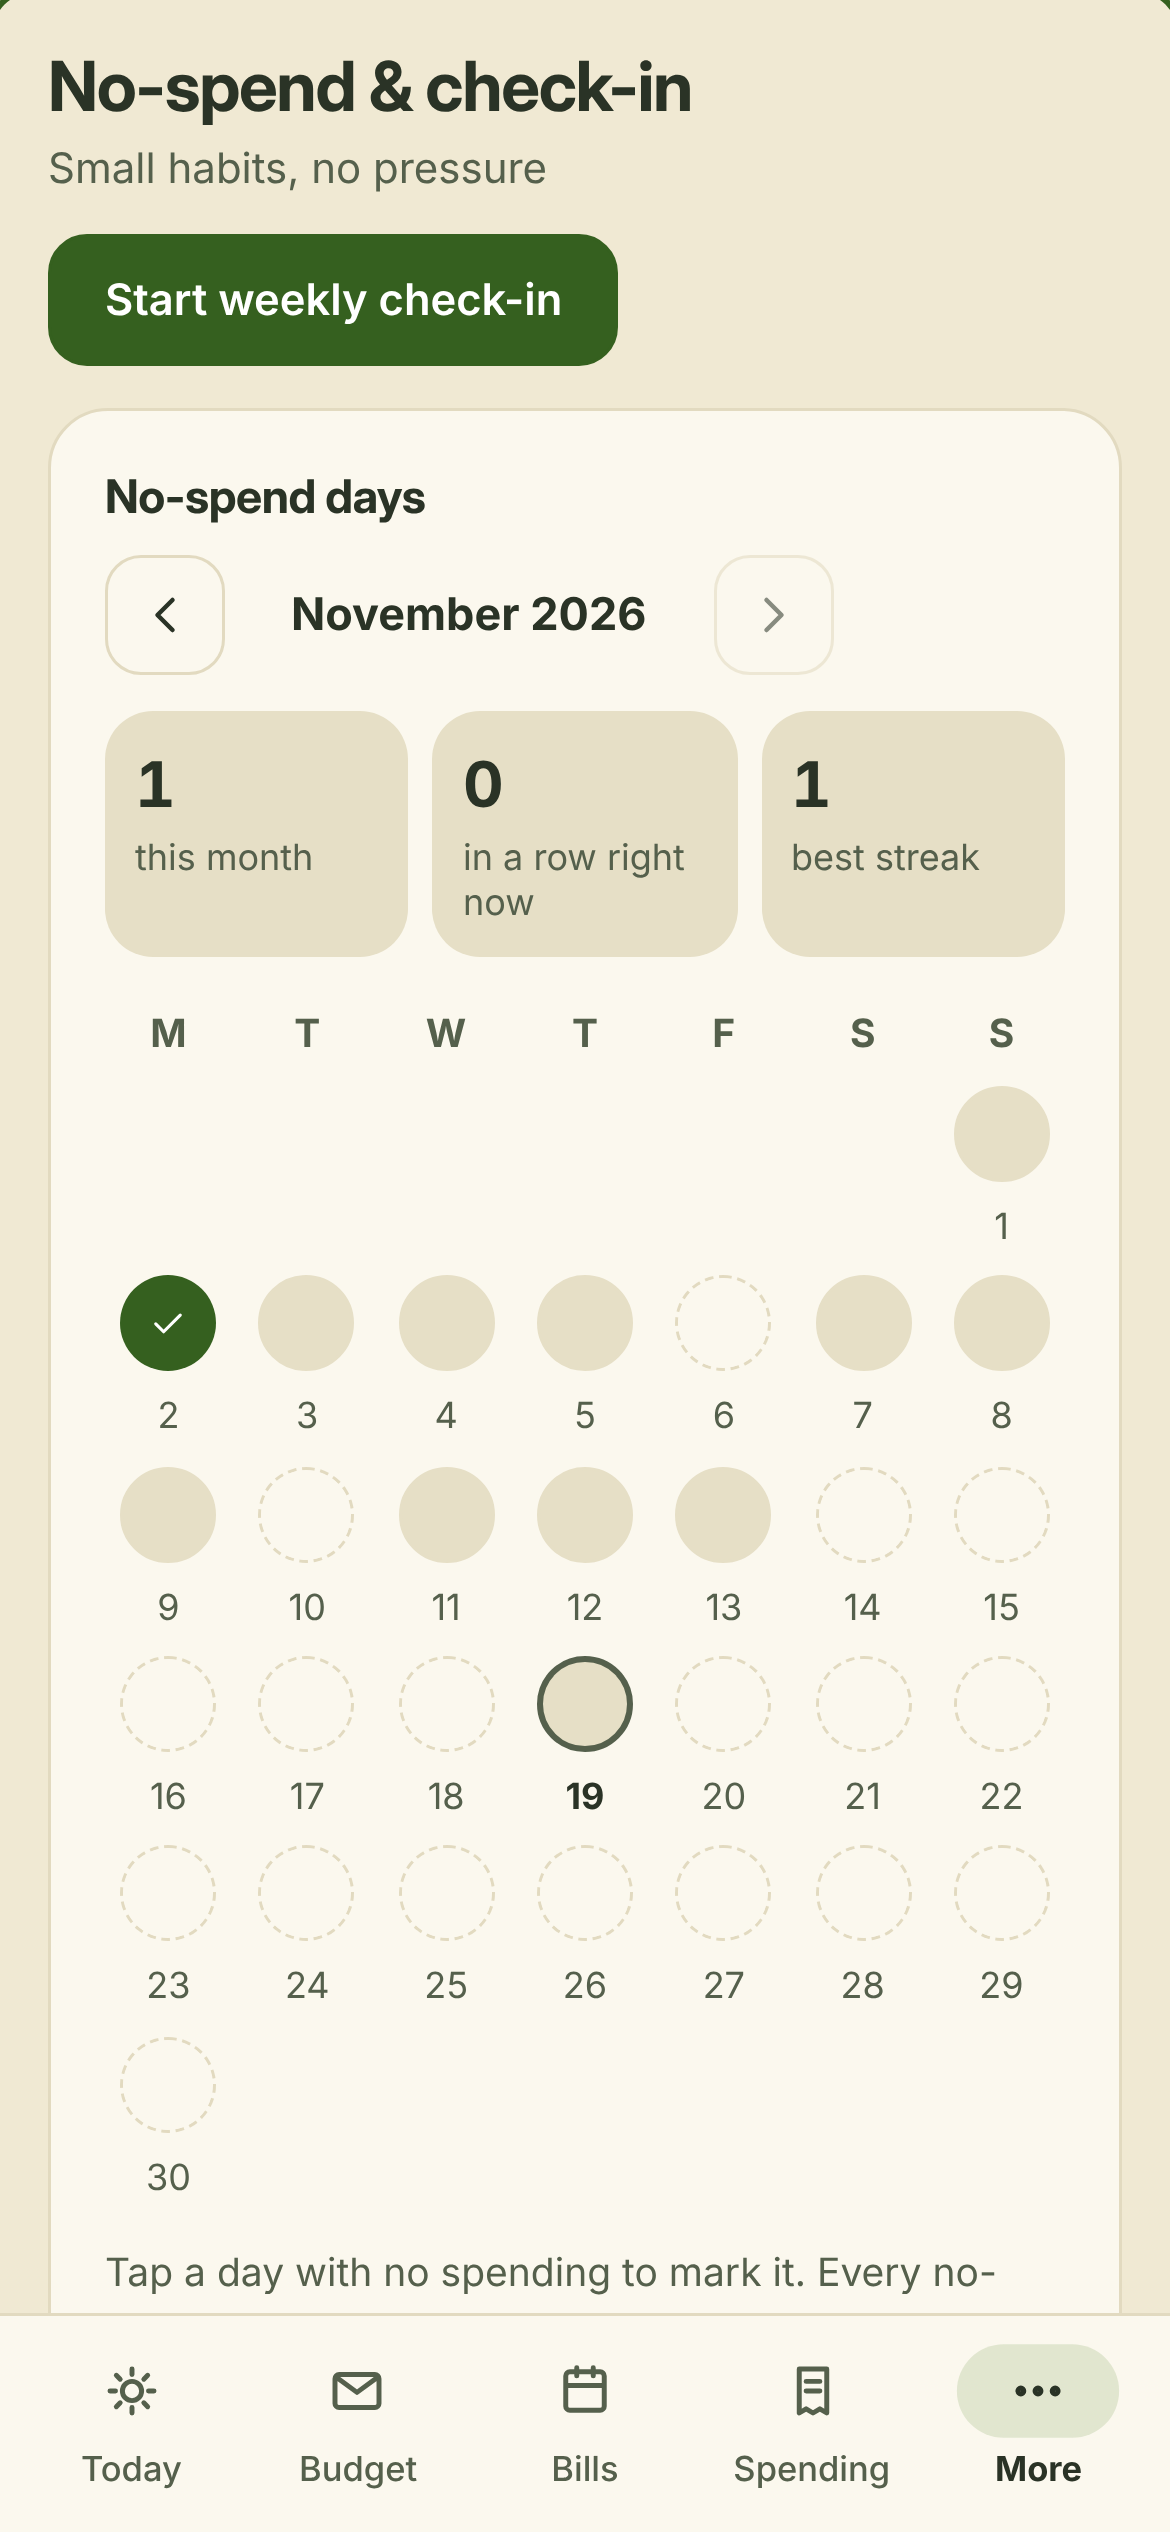 No-spend & check-in
Small habits, no pressure
Start weekly check-in
No-spend days
November 2026
1 0 1
this month in a row right now best streak
M T W T F S S
1
2 3 4 5 6 7 8
9 10 11 12 13 14 15
16 17 18 19 20 21 22
23 24 25 26 27 28 29
30
Tap a day with no spending to mark it. Every no-
Today Budget Bills Spending More